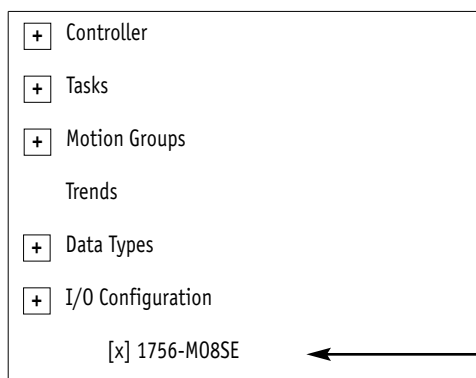 + Controller
+ Tasks
+ Motion Groups
Trends
+ Data Types
+ I/O Configuration
[x] 1756-M08SE